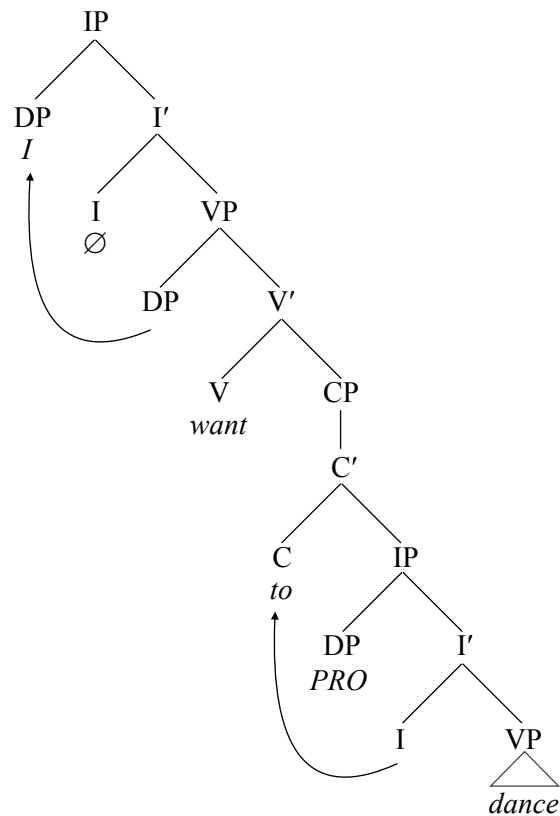 IP
DP I′
I
I VP
∅
DP V′
V CP
want
C′
C IP
to
DP I′
PRO
I VP
dance